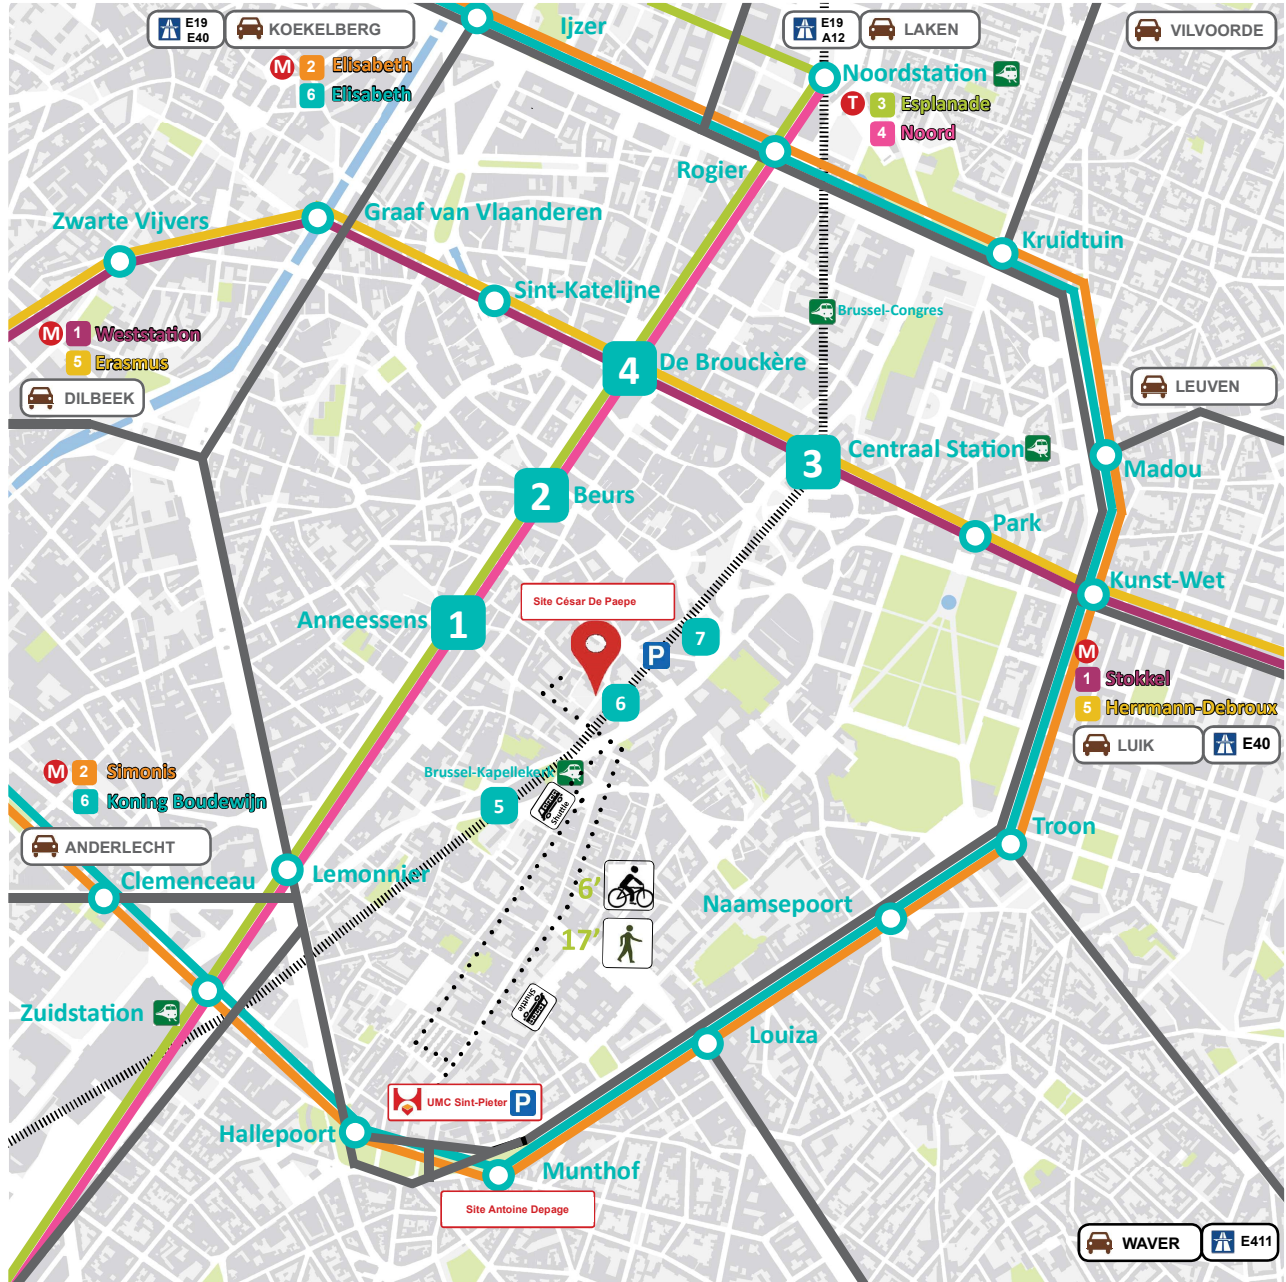 E19
E40
KOEKELBERG
Ijzer
E19
A12
LAKEN
VILVOORDE
M 2 Elisabeth
6 Elisabeth
Noordstation
T 3 Esplanade
4 Noord
Rogier
Zwarte Vijvers
Graaf van Vlaanderen
Kruidtuin
Sint-Katelijne
Brussel-Congres
M 1 Weststation
5 Erasmus
4 De Brouckère
DILBEEK
LEUVEN
3 Centraal Station
Madou
2 Beurs
Park
Kunst-Wet
Site César De Paepe
Anneessens 1
7
P
M
1 Stokkel
5 Herrmann-Debroux
6
LUIK
E40
M 2 Simonis
6 Koning Boudewijn
Brussel-Kapellekerk
5
Shuttle
ANDERLECHT
Troon
Clemenceau
Lemonnier
6'
Naamsepoort
17'
Zuidstation
Shuttle
Louiza
UMC Sint-Pieter P
Hallepoort
Munthof
Site Antoine Depage
WAVER
E411